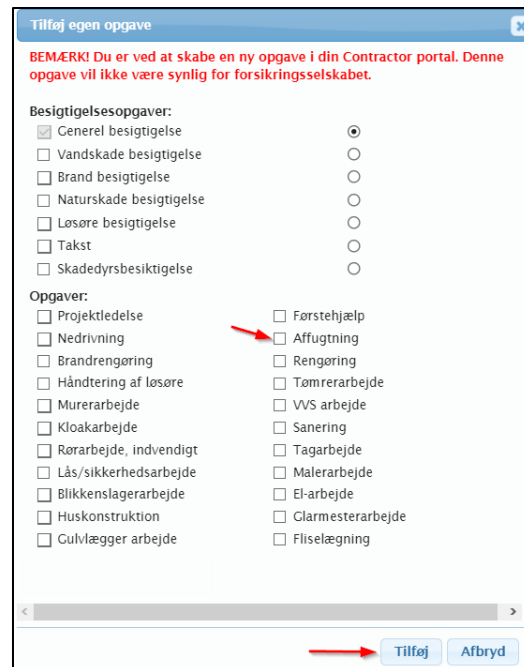 Tilføj egen opgave
BEMÆRK! Du er ved at skabe en ny opgave i din Contractor portal. Denne
opgave vil ikke være synlig for forsikringsselskabet.
Besigtigelsesopgaver:
Generel besigtigelse
Vandskade besigtigelse
Brand besigtigelse
Naturskade besigtigelse
Løsøre besigtigelse
Takst
Skadedyrsbesiktigelse
Opgaver:
Projektledelse Førstehjælp
Nedrivning Affugtning
Brandrengøring Rengøring
Håndtering af løsøre Tømrerarbejde
Murerarbejde VVS arbejde
Kloakarbejde Sanering
Rørarbejde, indvendigt Tagarbejde
Lås/sikkerhedsarbejde Malerarbejde
Blikkenslagerarbejde El-arbejde
Huskonstruktion Glarmesterarbejde
Gulvlægger arbejde Fliselægning
Tilføj Afbryd